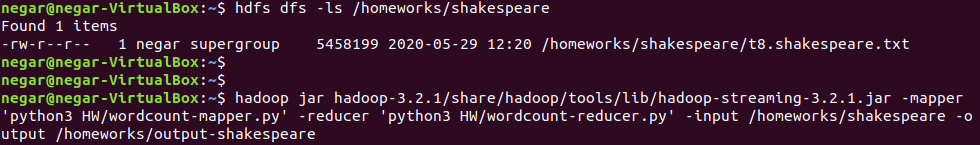 negar@negar-VirtualBox:~$ hdfs dfs -ls /homeworks/shakespeare
Found 1 items
-rw-r--r--   1 negar supergroup    5458199 2020-05-29 12:20 /homeworks/shakespeare/t8.shakespeare.txt
negar@negar-VirtualBox:~$
negar@negar-VirtualBox:~$
negar@negar-VirtualBox:~$ hadoop jar hadoop-3.2.1/share/hadoop/tools/lib/hadoop-streaming-3.2.1.jar -mapper
'python3 HW/wordcount-mapper.py' -reducer 'python3 HW/wordcount-reducer.py' -input /homeworks/shakespeare -o
utput /homeworks/output-shakespeare